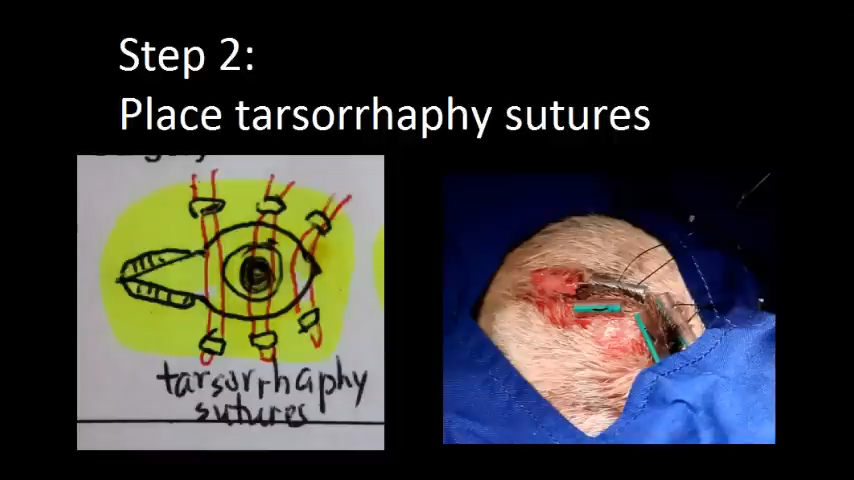 Step 2:
Place tarsorrhaphy sutures
tarsorrhaphy
sutures